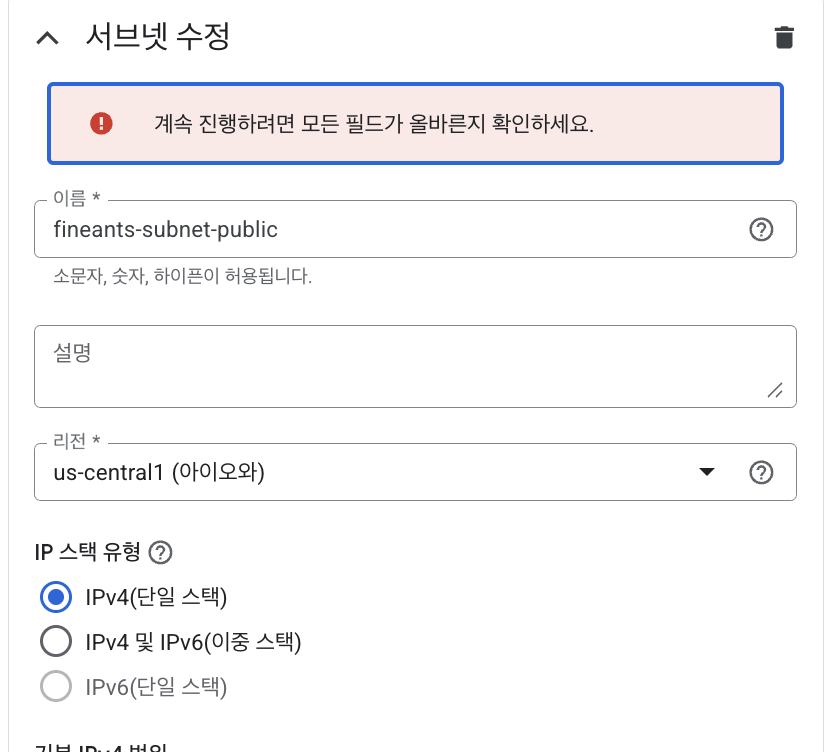 서브넷 수정
계속 진행하려면 모든 필드가 올바른지 확인하세요.
이름 *
fineants-subnet-public
소문자, 숫자, 하이픈이 허용됩니다.
설명
리전 *
us-central1 (아이오와)
IP 스택 유형
IPv4(단일 스택)
IPv4 및 IPv6(이중 스택)
IPv6(단일 스택)